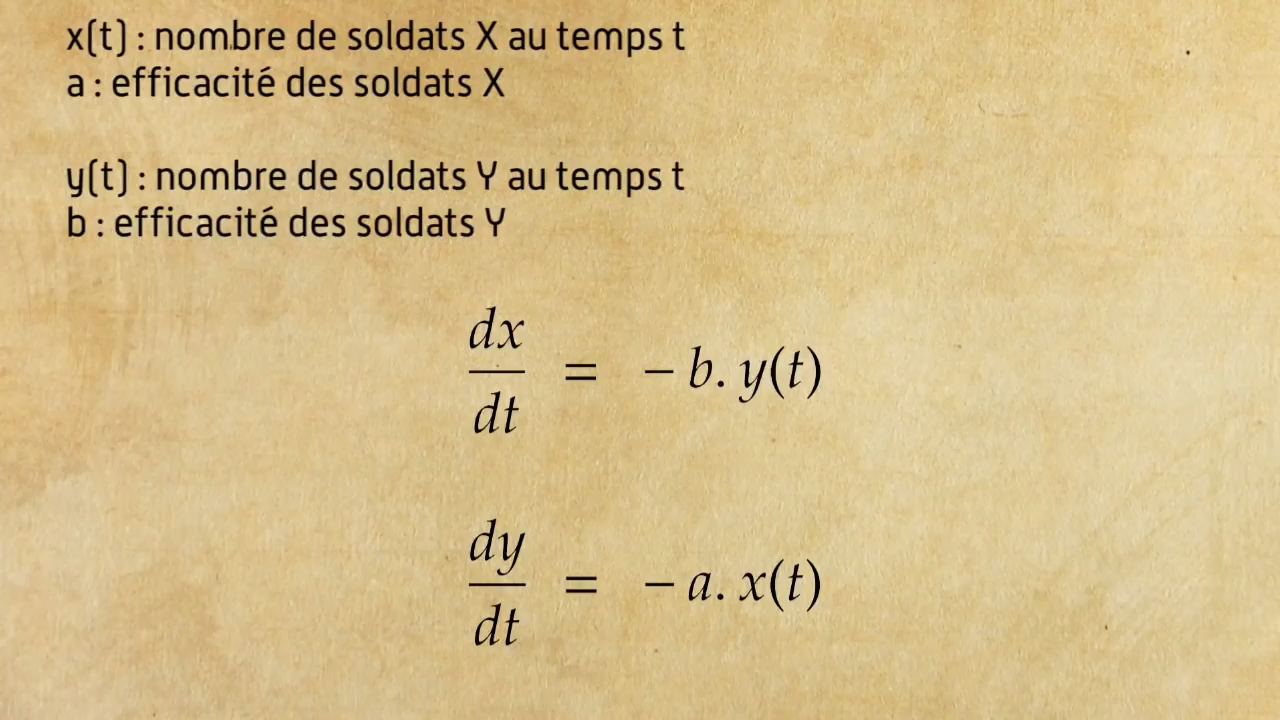 x(t) : nombre de soldats X au temps t
a : efficacité des soldats X
y(t) : nombre de soldats Y au temps t
b : efficacité des soldats Y
dx
dt = − b. y(t)
dy
dt = − a. x(t)